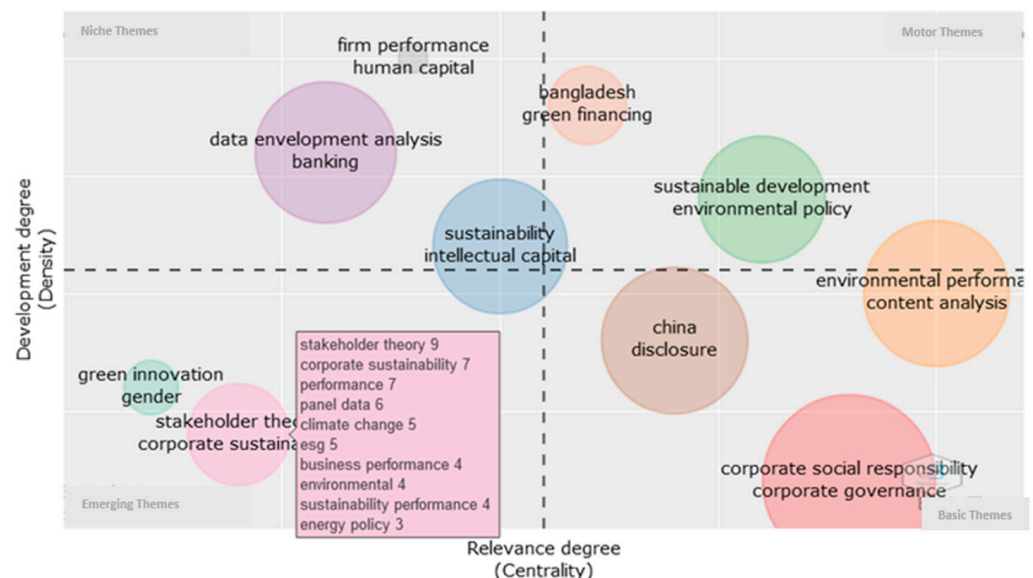 Niche Themes
Motor Themes
firm performance
human capital
bangladesh
green financing
data envelopment analysis
banking
sustainable development
environmental policy
sustainability
intellectual capital
environmental performa
content analysis
china
disclosure
Development degree
(Density)
green innovation
gender
stakeholder theo
corporate sustaina
stakeholder theory 9
corporate sustainability 7
performance 7
panel data 6
climate change 5
esg 5
business performance 4
environmental 4
sustainability performance 4
energy policy 3
corporate social responsibility
corporate governance
Emerging Themes
Basic Themes
Relevance degree
(Centrality)